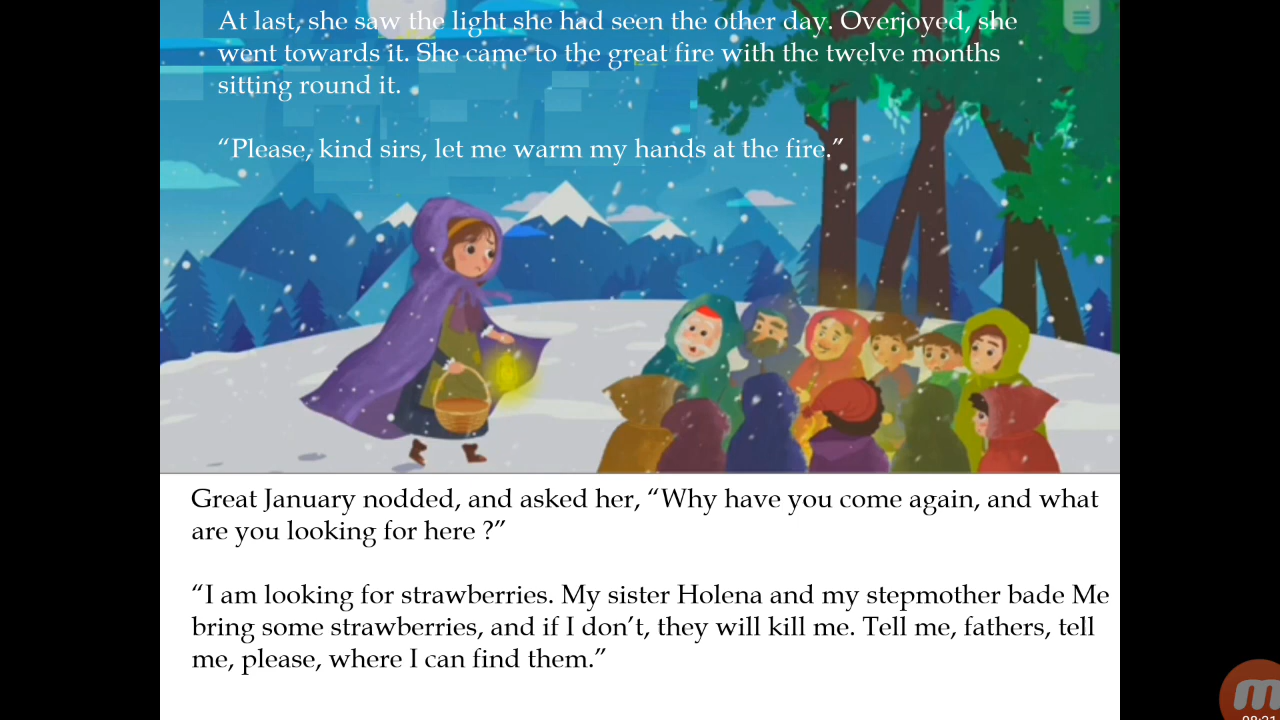 At last, she saw the light she had seen the other day. Overjoyed, she
went towards it. She came to the great fire with the twelve months
sitting round it.
“Please, kind sirs, let me warm my hands at the fire.”
Great January nodded, and asked her, “Why have you come again, and what
are you looking for here ?”
“I am looking for strawberries. My sister Holena and my stepmother bade Me
bring some strawberries, and if I don’t, they will kill me. Tell me, fathers, tell
me, please, where I can find them.”